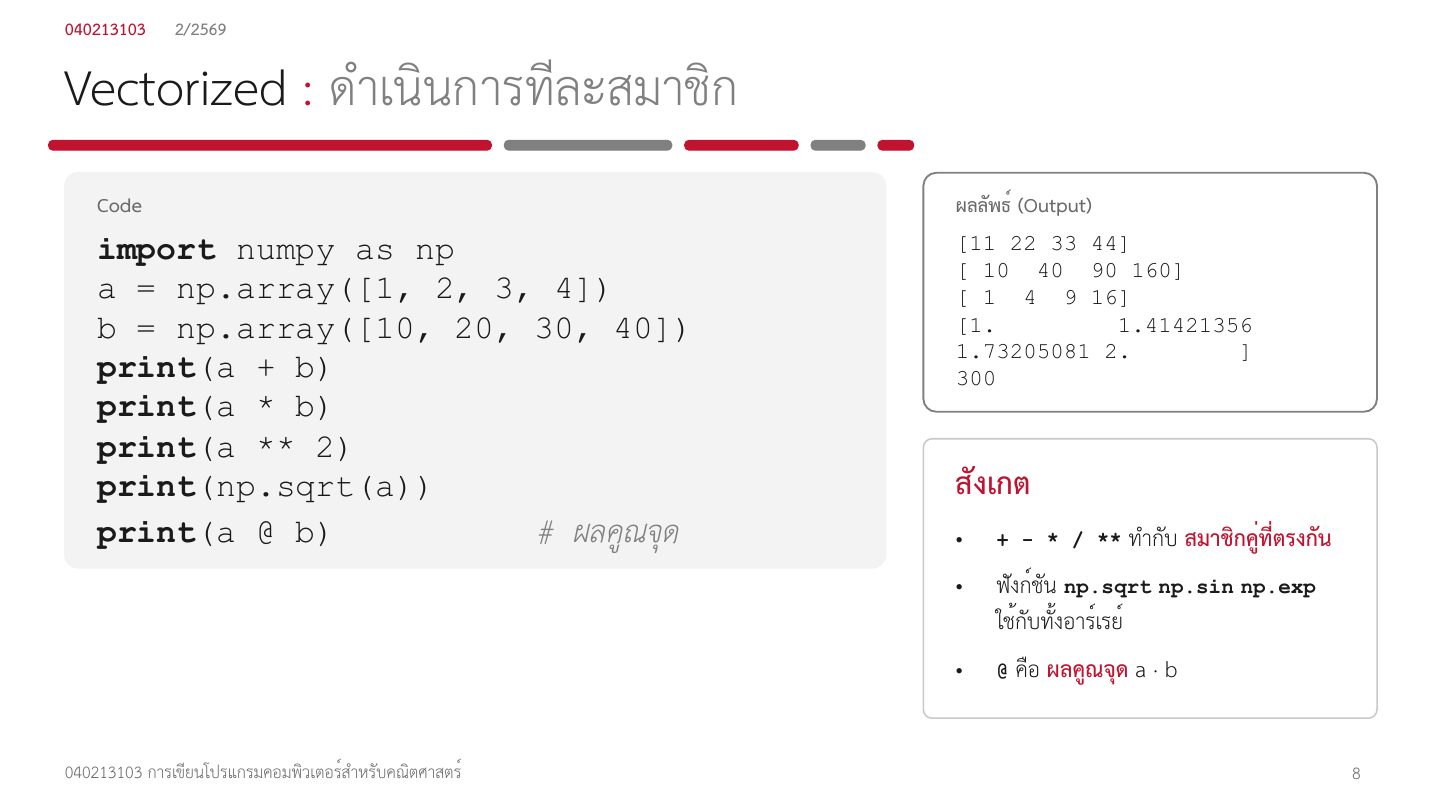 040213103 2/2569
Vectorized : ดำเนินการทีละสมาชิก
Code
import numpy as np
a = np.array([1, 2, 3, 4])
b = np.array([10, 20, 30, 40])
print(a + b)
print(a * b)
print(a ** 2)
print(np.sqrt(a))
print(a @ b) # ผลคูณจุด
ผลลัพธ์ (Output)
[11 22 33 44]
[ 10  40  90 160]
[ 1  4  9 16]
[1.         1.41421356
1.73205081 2.        ]
300
สังเกต
• + - * / ** ทำกับ สมาชิกคู่ที่ตรงกัน
• ฟังก์ชัน np.sqrt np.sin np.exp
ใช้กับทั้งอาร์เรย์
• @ คือ ผลคูณจุด a · b
040213103 การเขียนโปรแกรมคอมพิวเตอร์สำหรับคณิตศาสตร์
8